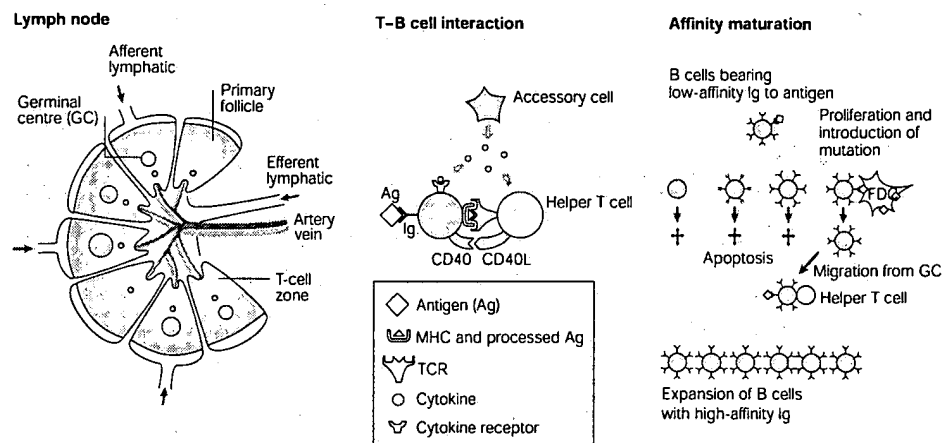 Lymph node
Afferent
lymphatic
Germinal
centre (GC)
Primary
follicle
Efferent
lymphatic
Artery
vein
T-cell
zone
T–B cell interaction
Accessory cell
Ag
Ig
Helper T cell
CD40 CD40L
Antigen (Ag)
MHC and processed Ag
TCR
Cytokine
Cytokine receptor
Affinity maturation
B cells bearing
low-affinity Ig to antigen
Proliferation and
introduction of
mutation
FDC
Apoptosis
Migration from GC
Helper T cell
Expansion of B cells
with high-affinity Ig